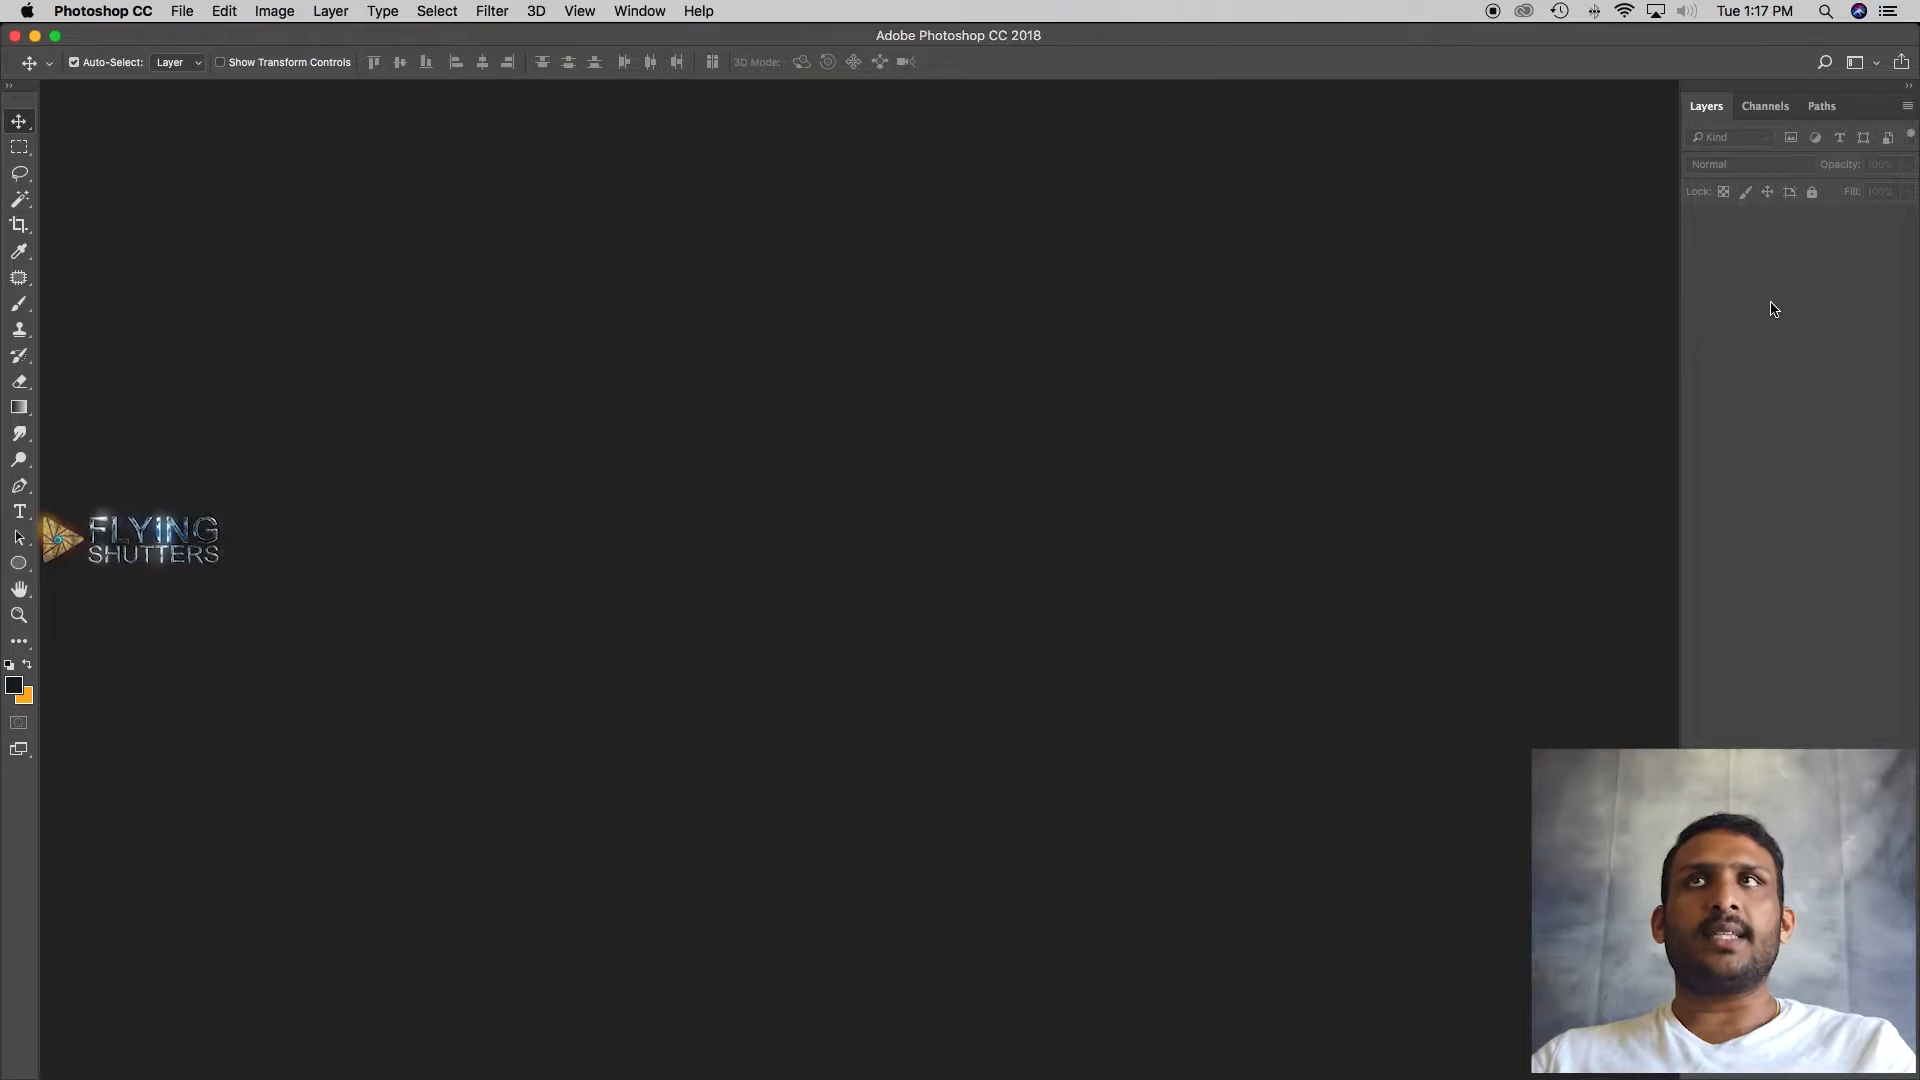 Photoshop CC File Edit Image Layer Type Select Filter 3D View Window Help Tue 1:17 PM
Adobe Photoshop CC 2018
Auto-Select: Layer Show Transform Controls 3D Mode:
Layers Channels Paths
Kind
Normal Opacity: 100%
Lock: Fill: 100%
FLYING
SHUTTERS